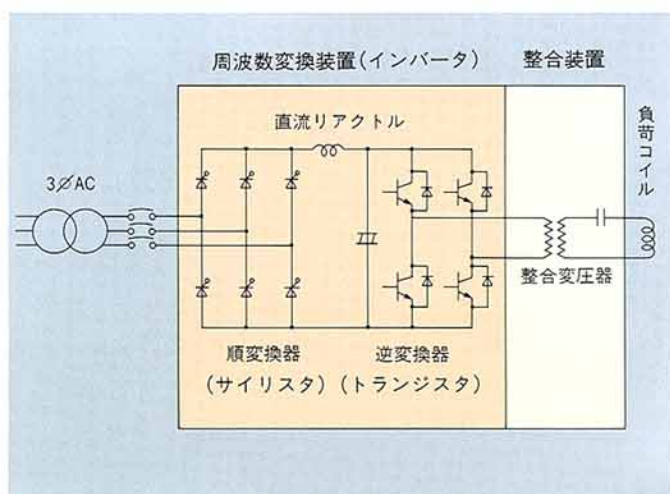 周波数変換装置(インバータ)
整合装置
直流リアクトル
負荷コイル
3∅AC
整合変圧器
順変換器
(サイリスタ)
逆変換器
(トランジスタ)